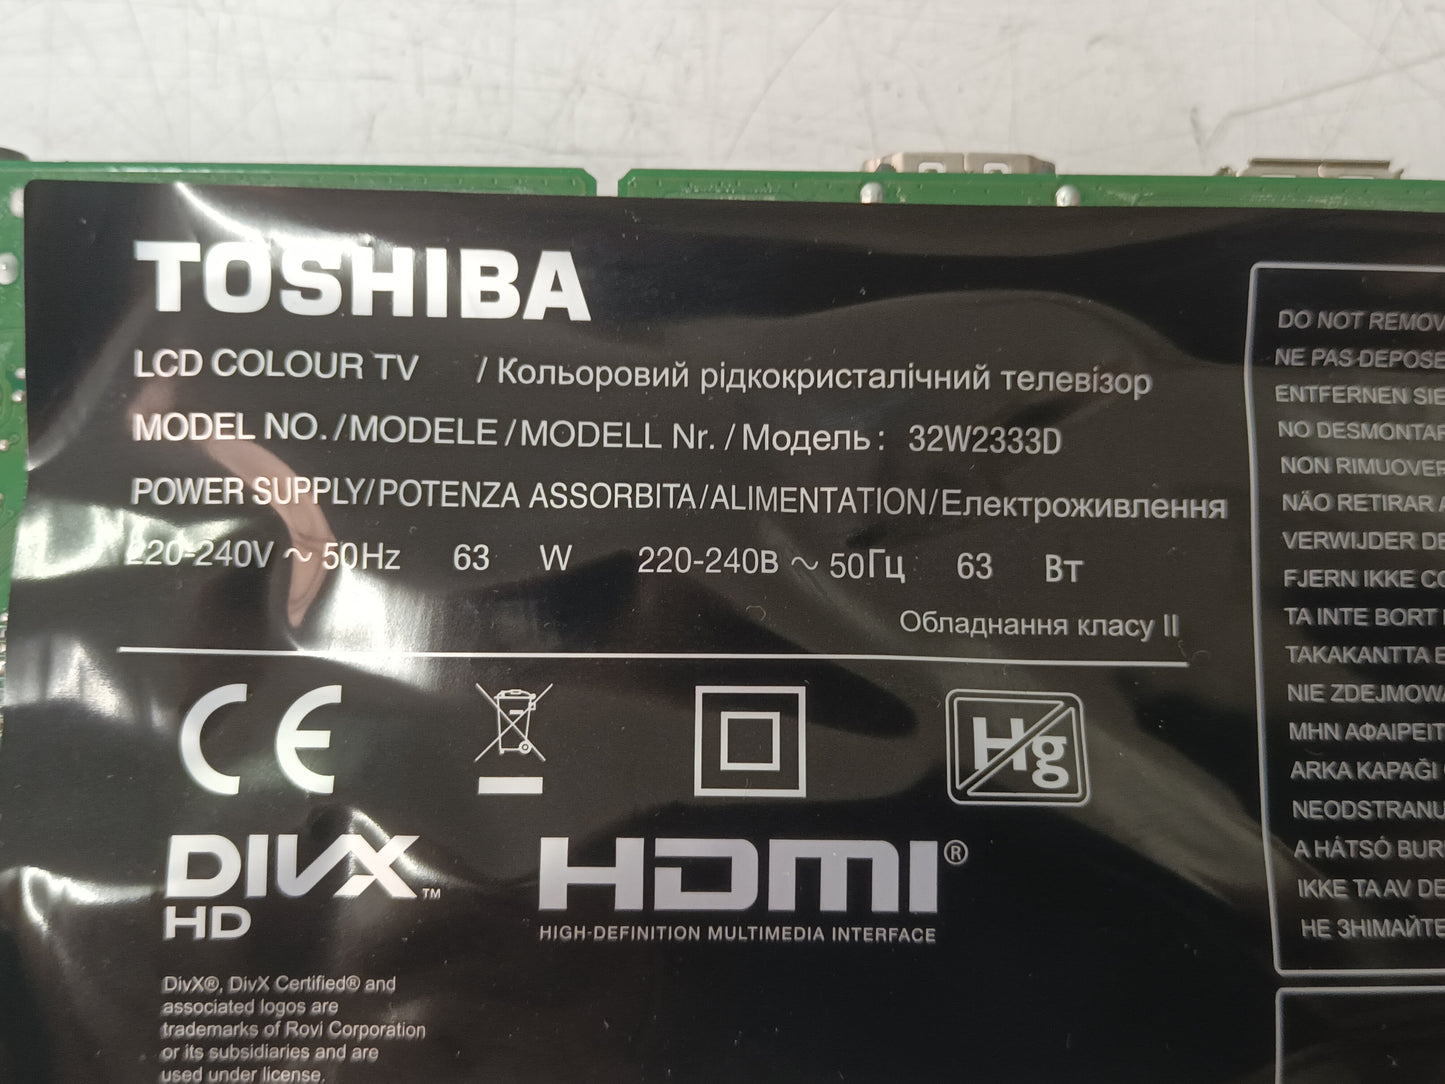 TOSHIBA
LCD COLOUR TV / Кольоровий рідкокристалічний телевізор
MODEL NO./MODELE/MODELL Nr./Модель: 32W2333D
POWER SUPPLY/POTENZA ASSORBITA/ALIMENTATION/Електроживлення
220-240V ~ 50Hz 63 W 220-240В ~ 50Гц 63 Вт
Обладнання класу II
CE
Hg
DIVX™
HD
HDMI®
HIGH-DEFINITION MULTIMEDIA INTERFACE
DivX®, DivX Certified® and
associated logos are
trademarks of Rovi Corporation
or its subsidiaries and are
used under license.
DO NOT REMOV
NE PAS DEPOSE
ENTFERNEN SIE
NO DESMONTAR
NON RIMUOVER
NÃO RETIRAR A
VERWIJDER DE
FJERN IKKE CO
TA INTE BORT
TAKAKANTTA E
NIE ZDEJMOWA
ΜΗΝ ΑΦΑΙΡΕΙΤ
ARKA KAPAĞI
NEODSTRANU
A HÁTSÓ BUR
IKKE TA AV DE
НЕ ЗНІМАЙТЕ